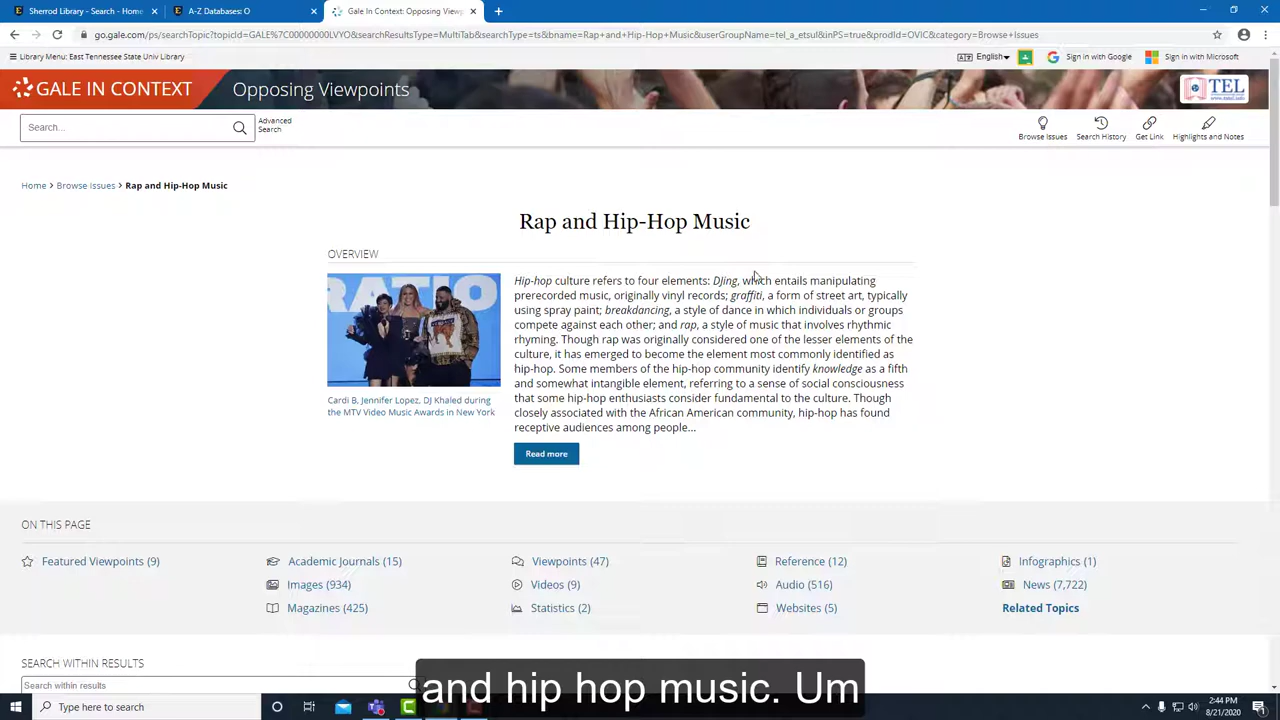 Sherrod Library - Search - Home
A-Z Databases: O
Gale In Context: Opposing View
go.gale.com/ps/searchTopic?topicId=GALE%7C00000000LVYO&searchResultsType=MultiTab&searchType=ts&bname=Rap+and+Hip-Hop+Music&userGroupName=tel_a_etsul&inPS=true&prodId=OVIC&category=Browse+Issues
Library Menu: East Tennessee State Univ Library
English
Sign in with Google
Sign in with Microsoft
GALE IN CONTEXT
Opposing Viewpoints
TEL
Search...
Advanced
Search
Browse Issues
Search History
Get Link
Highlights and Notes
Home > Browse Issues > Rap and Hip-Hop Music
Rap and Hip-Hop Music
OVERVIEW
RATIO
Cardi B, Jennifer Lopez, DJ Khaled during
the MTV Video Music Awards in New York
Hip-hop culture refers to four elements: DJing, which entails manipulating
prerecorded music, originally vinyl records; graffiti, a form of street art, typically
using spray paint; breakdancing, a style of dance in which individuals or groups
compete against each other; and rap, a style of music that involves rhythmic
rhyming. Though rap was originally considered one of the lesser elements of the
culture, it has emerged to become the element most commonly identified as
hip-hop. Some members of the hip-hop community identify knowledge as a fifth
and somewhat intangible element, referring to a sense of social consciousness
that some hip-hop enthusiasts consider fundamental to the culture. Though
closely associated with the African American community, hip-hop has found
receptive audiences among people...
Read more
ON THIS PAGE
Featured Viewpoints (9)
Academic Journals (15)
Images (934)
Magazines (425)
Viewpoints (47)
Videos (9)
Statistics (2)
Reference (12)
Audio (516)
Websites (5)
Infographics (1)
News (7,722)
Related Topics
SEARCH WITHIN RESULTS
Search within results
and hip hop music. Um
Type here to search
2:44 PM
8/21/2020